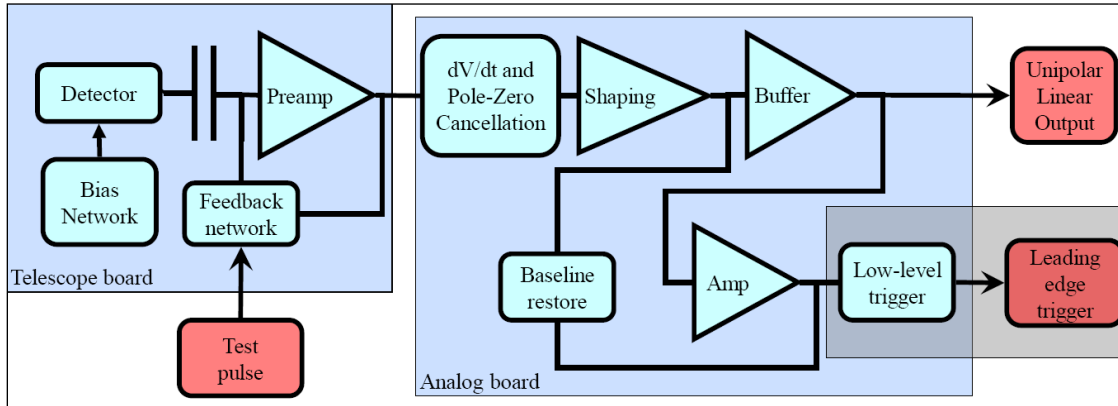 Detector
Bias
Network
Preamp
Feedback
network
Telescope board
Test
pulse
dV/dt and
Pole-Zero
Cancellation
Shaping
Buffer
Baseline
restore
Amp
Low-level
trigger
Analog board
Unipolar
Linear
Output
Leading
edge
trigger